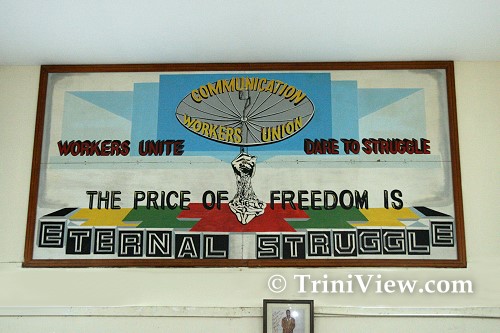 COMMUNICATION
WORKERS UNION
WORKERS UNITE
DARE TO STRUGGLE
THE PRICE OF FREEDOM IS
ETERNAL STRUGGLE
© TriniView.com